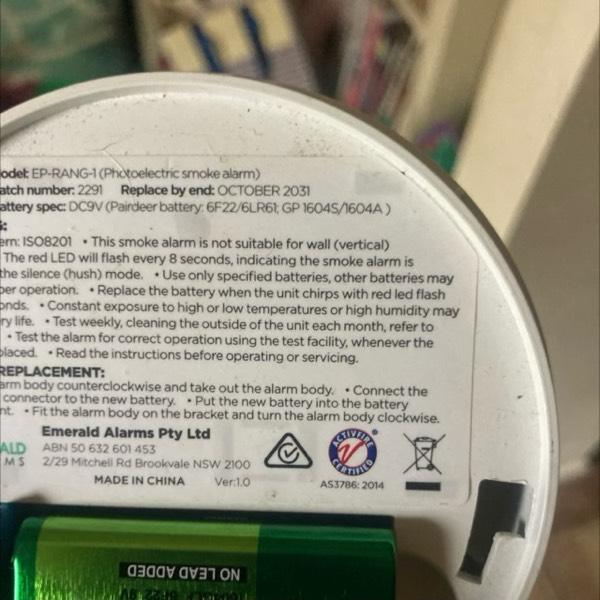 odel: EP-RANG-1 (Photoelectric smoke alarm)
atch number: 2291 Replace by end: OCTOBER 2031
attery spec: DC9V (Pairdeer battery: 6F22/6LR61; GP 1604S/1604A )
S:
ern: ISO8201 • This smoke alarm is not suitable for wall (vertical)
The red LED will flash every 8 seconds, indicating the smoke alarm is
the silence (hush) mode. • Use only specified batteries, other batteries may
per operation. • Replace the battery when the unit chirps with red led flash
onds. • Constant exposure to high or low temperatures or high humidity may
ry life. • Test weekly, cleaning the outside of the unit each month, refer to
• Test the alarm for correct operation using the test facility, whenever the
placed. • Read the instructions before operating or servicing.
REPLACEMENT:
arm body counterclockwise and take out the alarm body. • Connect the
connector to the new battery. • Put the new battery into the battery
nt. • Fit the alarm body on the bracket and turn the alarm body clockwise.
Emerald Alarms Pty Ltd
ALD ABN 50 632 601 453
MS 2/29 Mitchell Rd Brookvale NSW 2100
MADE IN CHINA Ver:1.0
ACTIVFIRE
CERTIFIED
AS3786: 2014
NO LEAD ADDED